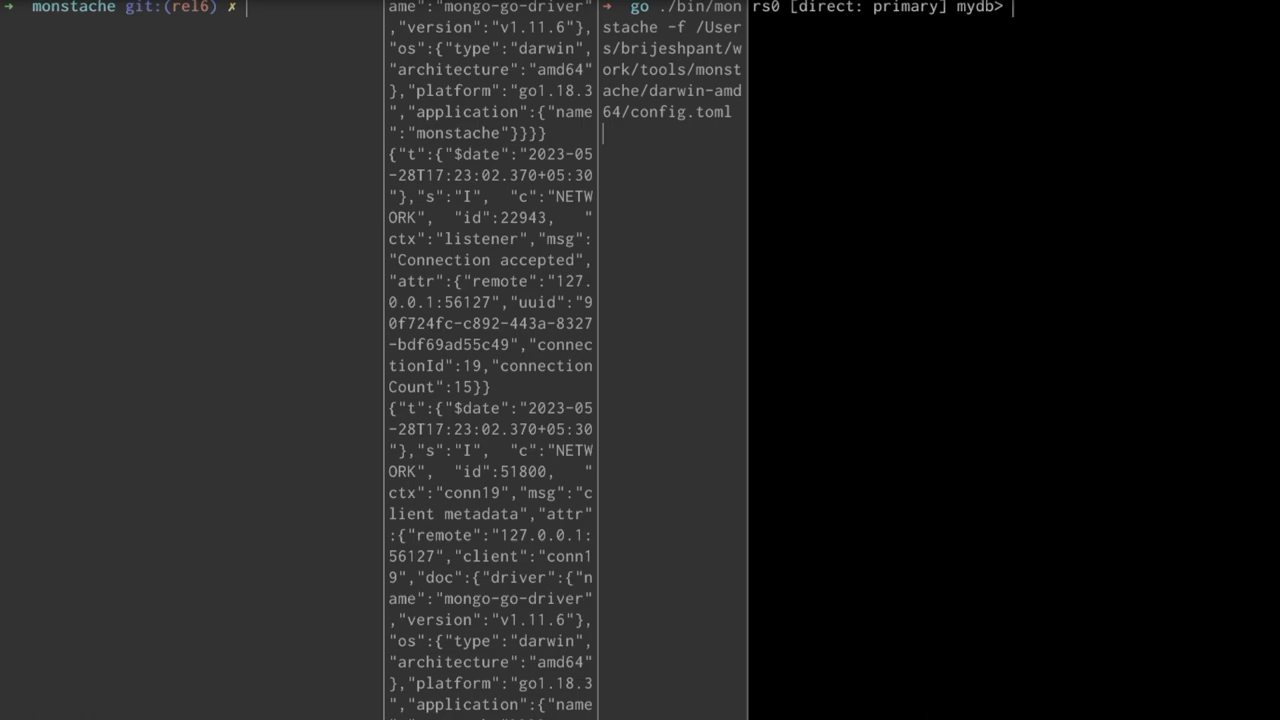 ➜  monstache git:(rel6) ✗
ame":"mongo-go-driver"
,"version":"v1.11.6"},
"os":{"type":"darwin",
"architecture":"amd64"
},"platform":"go1.18.3
","application":{"name
":"monstache"}}}}
{"t":{"$date":"2023-05
-28T17:23:02.370+05:30
"},"s":"I",  "c":"NETW
ORK",  "id":22943,   "
ctx":"listener","msg":
"Connection accepted",
"attr":{"remote":"127.
0.0.1:56127","uuid":"9
0f724fc-c892-443a-8327
-bdf69ad55c49","connec
tionId":19,"connection
Count":15}}
{"t":{"$date":"2023-05
-28T17:23:02.370+05:30
"},"s":"I",  "c":"NETW
ORK",  "id":51800,   "
ctx":"conn19","msg":"c
lient metadata","attr"
:{"remote":"127.0.0.1:
56127","client":"conn1
9","doc":{"driver":{"n
ame":"mongo-go-driver"
,"version":"v1.11.6"},
"os":{"type":"darwin",
"architecture":"amd64"
},"platform":"go1.18.3
","application":{"name
➜  go ./bin/mon
stache -f /User
s/brijeshpant/w
ork/tools/monst
ache/darwin-amd
64/config.toml
rs0 [direct: primary] mydb>